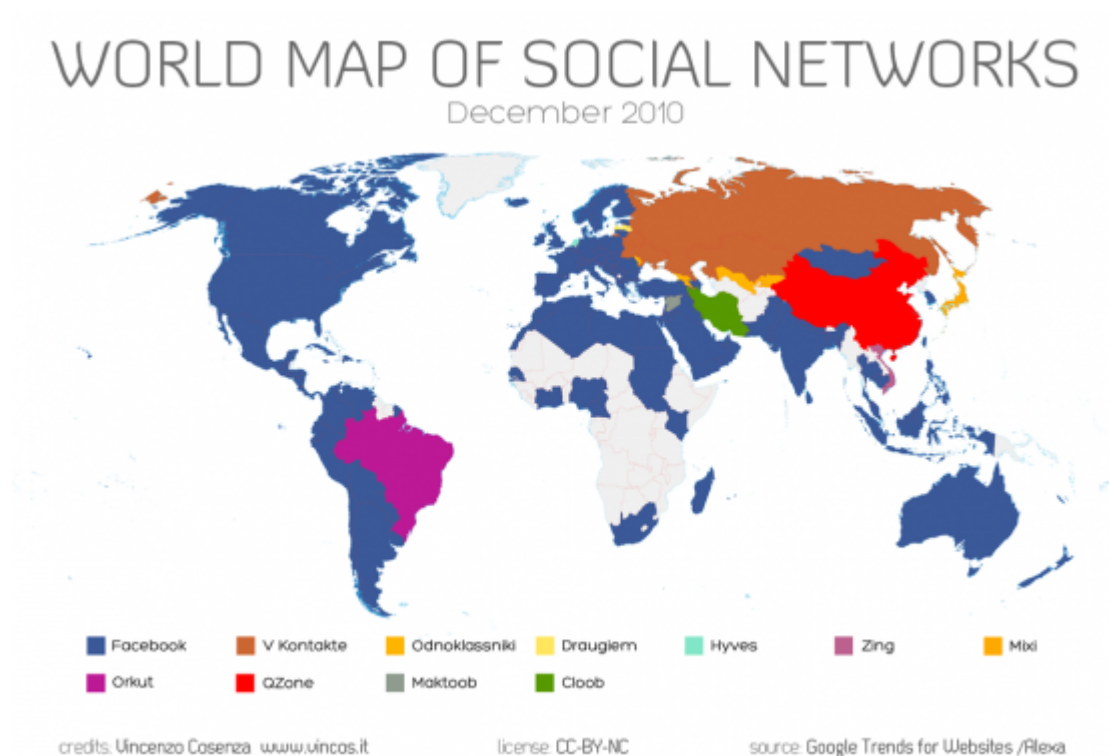 WORLD MAP OF SOCIAL NETWORKS
December 2010
Facebook V Kontakte Odnoklassniki Draugiem Hyves Zing Mixi
Orkut QZone Maktoob Cloob
credits: Vincenzo Cosenza www.vincos.it license: CC-BY-NC source: Google Trends for Websites /Alexa